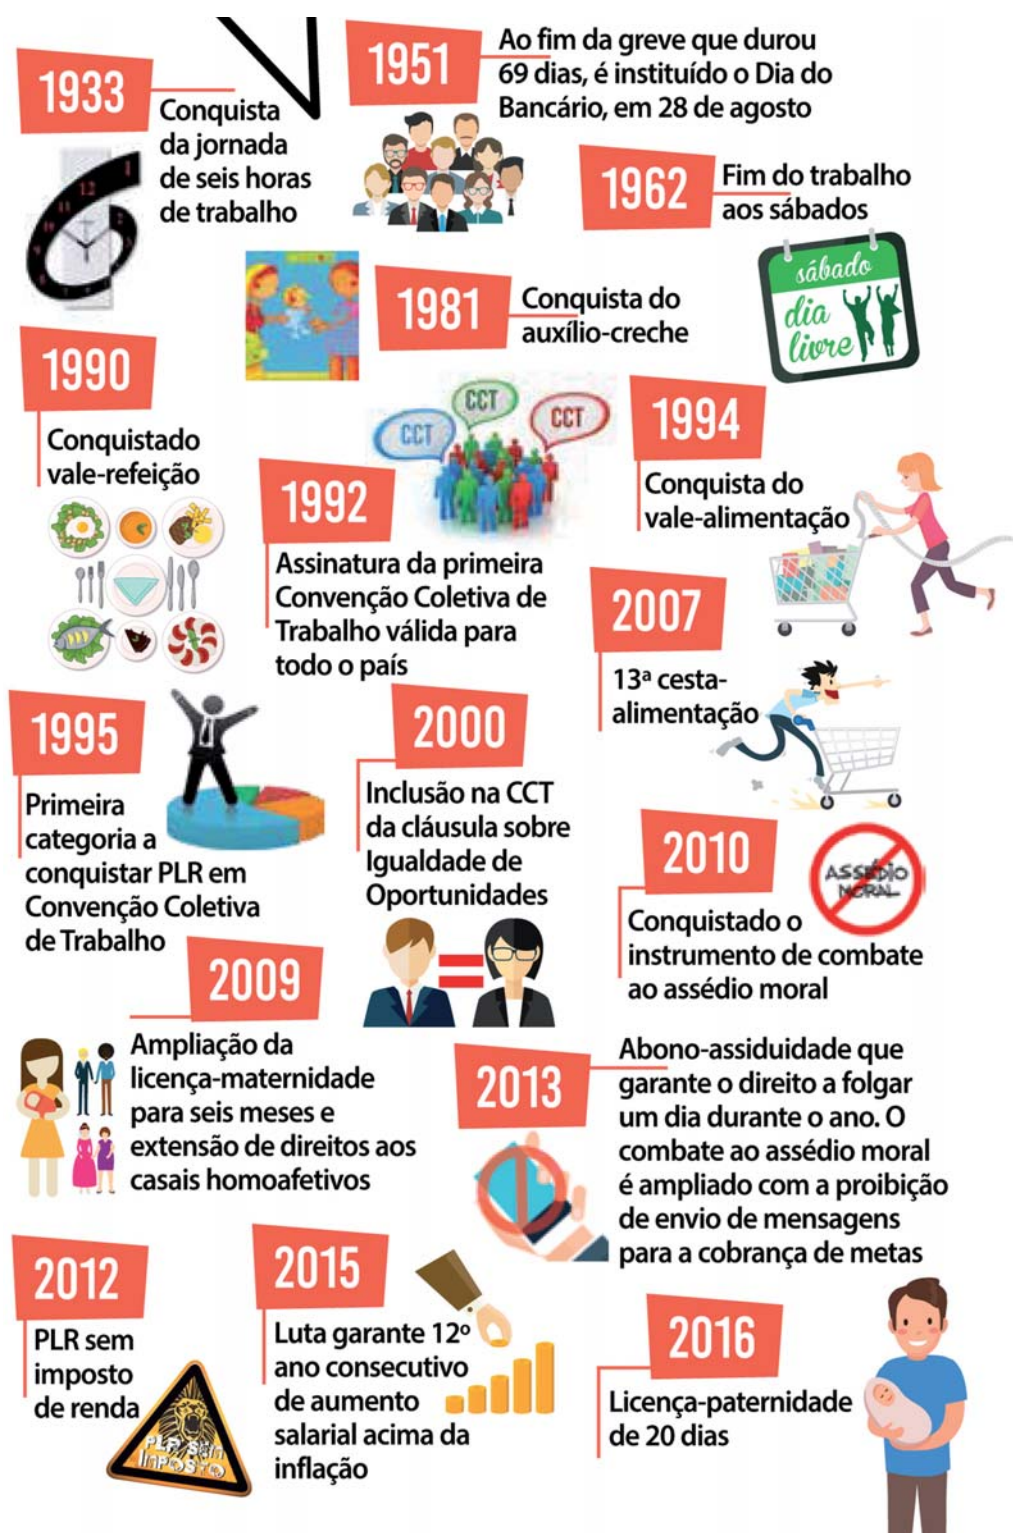 1933
Conquista
da jornada
de seis horas
de trabalho
1951
Ao fim da greve que durou
69 dias, é instituído o Dia do
Bancário, em 28 de agosto
1962
Fim do trabalho
aos sábados
sábado
dia
livre
1981
Conquista do
auxílio-creche
1990
Conquistado
vale-refeição
CCT
CCT
CCT
1992
Assinatura da primeira
Convenção Coletiva de
Trabalho válida para
todo o país
1994
Conquista do
vale-alimentação
2007
13ª cesta-
alimentação
1995
Primeira
categoria a
conquistar PLR em
Convenção Coletiva
de Trabalho
2000
Inclusão na CCT
da cláusula sobre
Igualdade de
Oportunidades
2010
ASSÉDIO
MORAL
Conquistado o
instrumento de combate
ao assédio moral
2009
Ampliação da
licença-maternidade
para seis meses e
extensão de direitos aos
casais homoafetivos
2013
Abono-assiduidade que
garante o direito a folgar
um dia durante o ano. O
combate ao assédio moral
é ampliado com a proibição
de envio de mensagens
para a cobrança de metas
2012
PLR sem
imposto
de renda
PLR SEM
IMPOSTO
2015
Luta garante 12º
ano consecutivo
de aumento
salarial acima da
inflação
2016
Licença-paternidade
de 20 dias